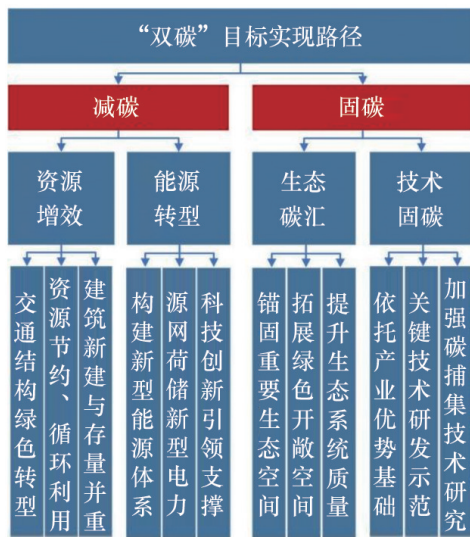 “双碳”目标实现路径
减碳
固碳
资源
增效
能源
转型
生态
碳汇
技术
固碳
交通结构绿色转型
资源节约、循环利用
建筑新建与存量并重
构建新型能源体系
源网荷储新型电力
科技创新引领支撑
锚固重要生态空间
拓展绿色开敞空间
提升生态系统质量
依托产业优势基础
关键技术研发示范
加强碳捕集技术研究